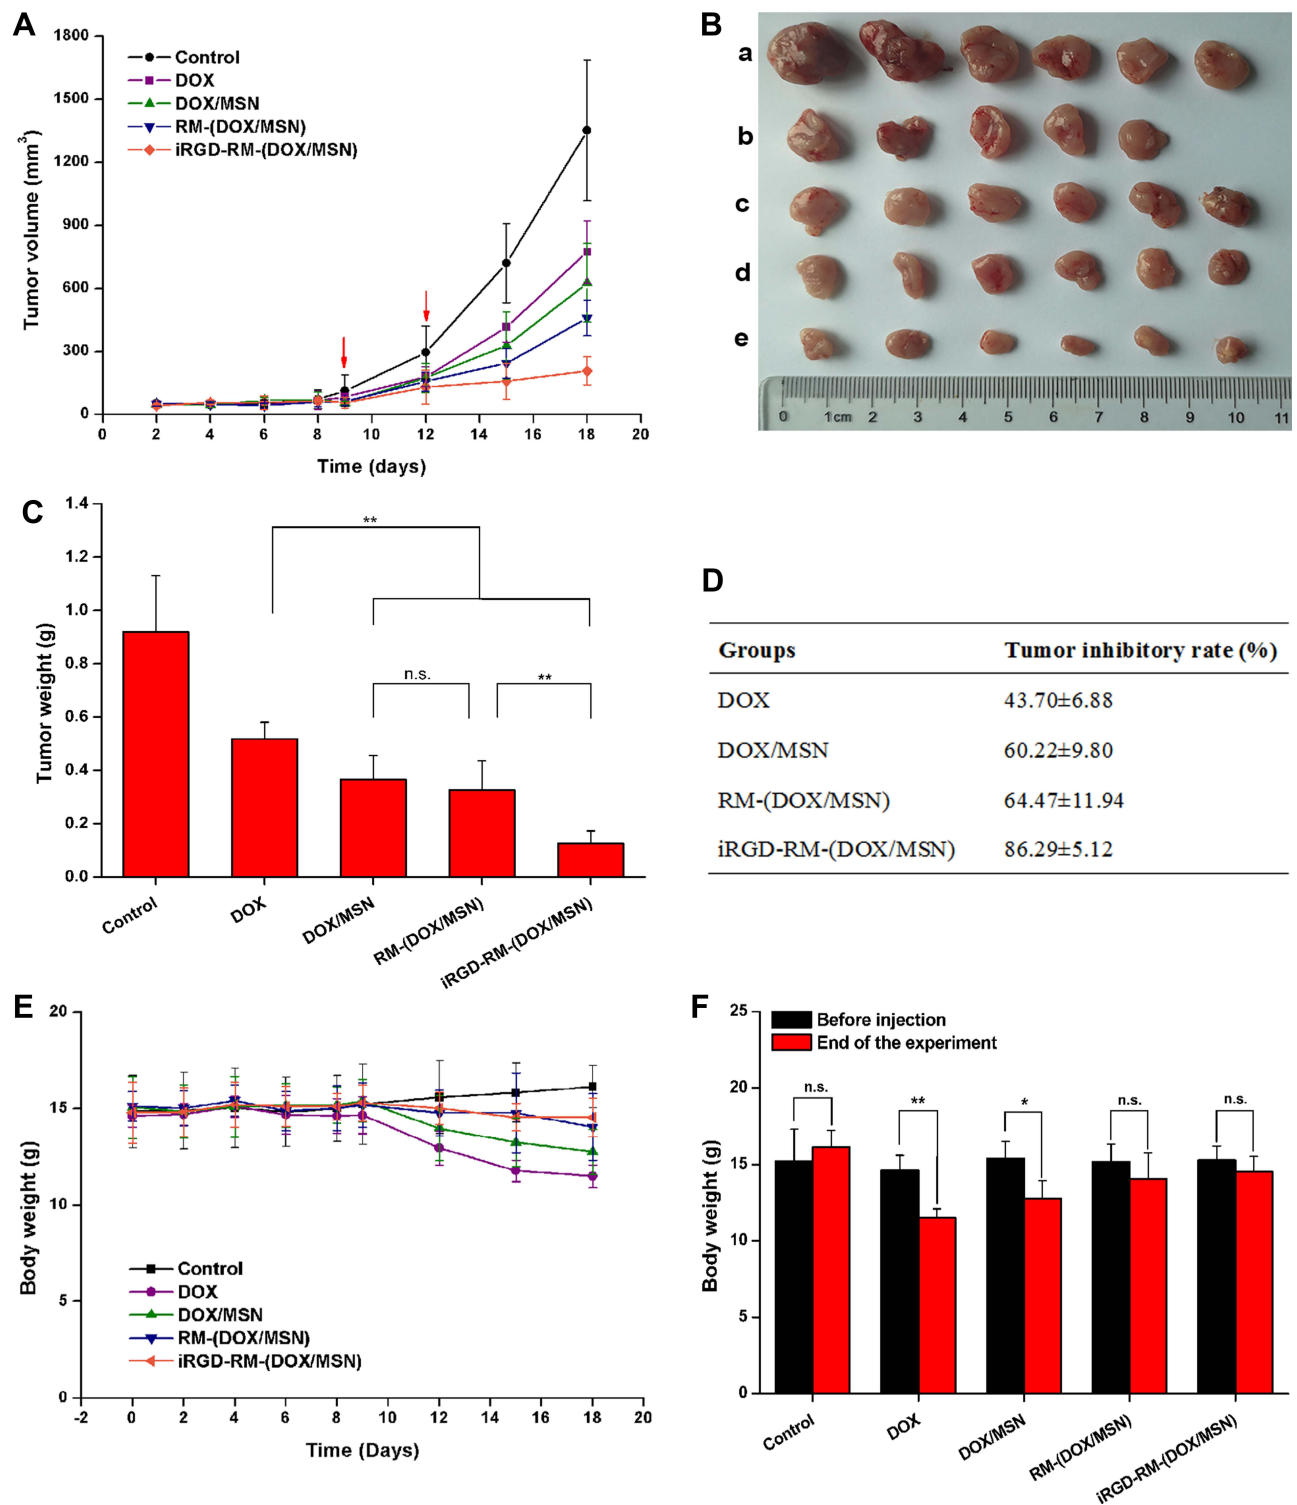 A
1800
1500
1200
900
600
300
0
Tumor volume (mm³)
Control
DOX
DOX/MSN
RM-(DOX/MSN)
iRGD-RM-(DOX/MSN)
0 2 4 6 8 10 12 14 16 18 20
Time (days)
B
a
b
c
d
e
0 1cm 2 3 4 5 6 7 8 9 10 11
C
1.4
1.2
1.0
0.8
0.6
0.4
0.2
0.0
Tumor weight (g)
**
n.s.
**
Control
DOX
DOX/MSN
RM-(DOX/MSN)
iRGD-RM-(DOX/MSN)
D
Groups Tumor inhibitory rate (%)
DOX 43.70±6.88
DOX/MSN 60.22±9.80
RM-(DOX/MSN) 64.47±11.94
iRGD-RM-(DOX/MSN) 86.29±5.12
E
20
15
10
5
0
Body weight (g)
Control
DOX
DOX/MSN
RM-(DOX/MSN)
iRGD-RM-(DOX/MSN)
-2 0 2 4 6 8 10 12 14 16 18 20
Time (Days)
F
25
20
15
10
5
0
Body weight (g)
Before injection
End of the experiment
n.s.
**
*
n.s.
n.s.
Control
DOX
DOX/MSN
RM-(DOX/MSN)
iRGD-RM-(DOX/MSN)